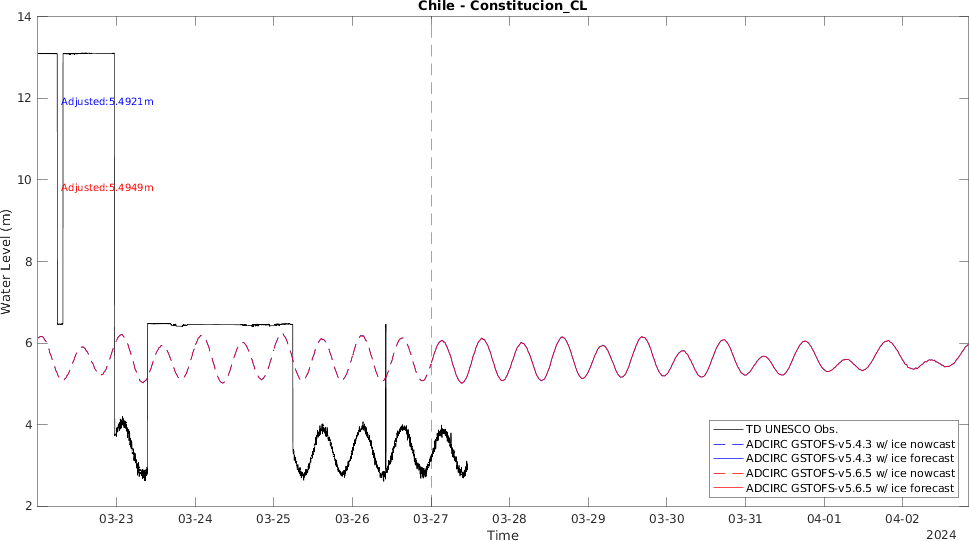 Chile - Constitucion_CL
14
12
10
8
6
4
2
Water Level (m)
Adjusted:5.4921m
Adjusted:5.4949m
TD UNESCO Obs.
ADCIRC GSTOFS-v5.4.3 w/ ice nowcast
ADCIRC GSTOFS-v5.4.3 w/ ice forecast
ADCIRC GSTOFS-v5.6.5 w/ ice nowcast
ADCIRC GSTOFS-v5.6.5 w/ ice forecast
03-23 03-24 03-25 03-26 03-27 03-28 03-29 03-30 03-31 04-01 04-02
Time
2024